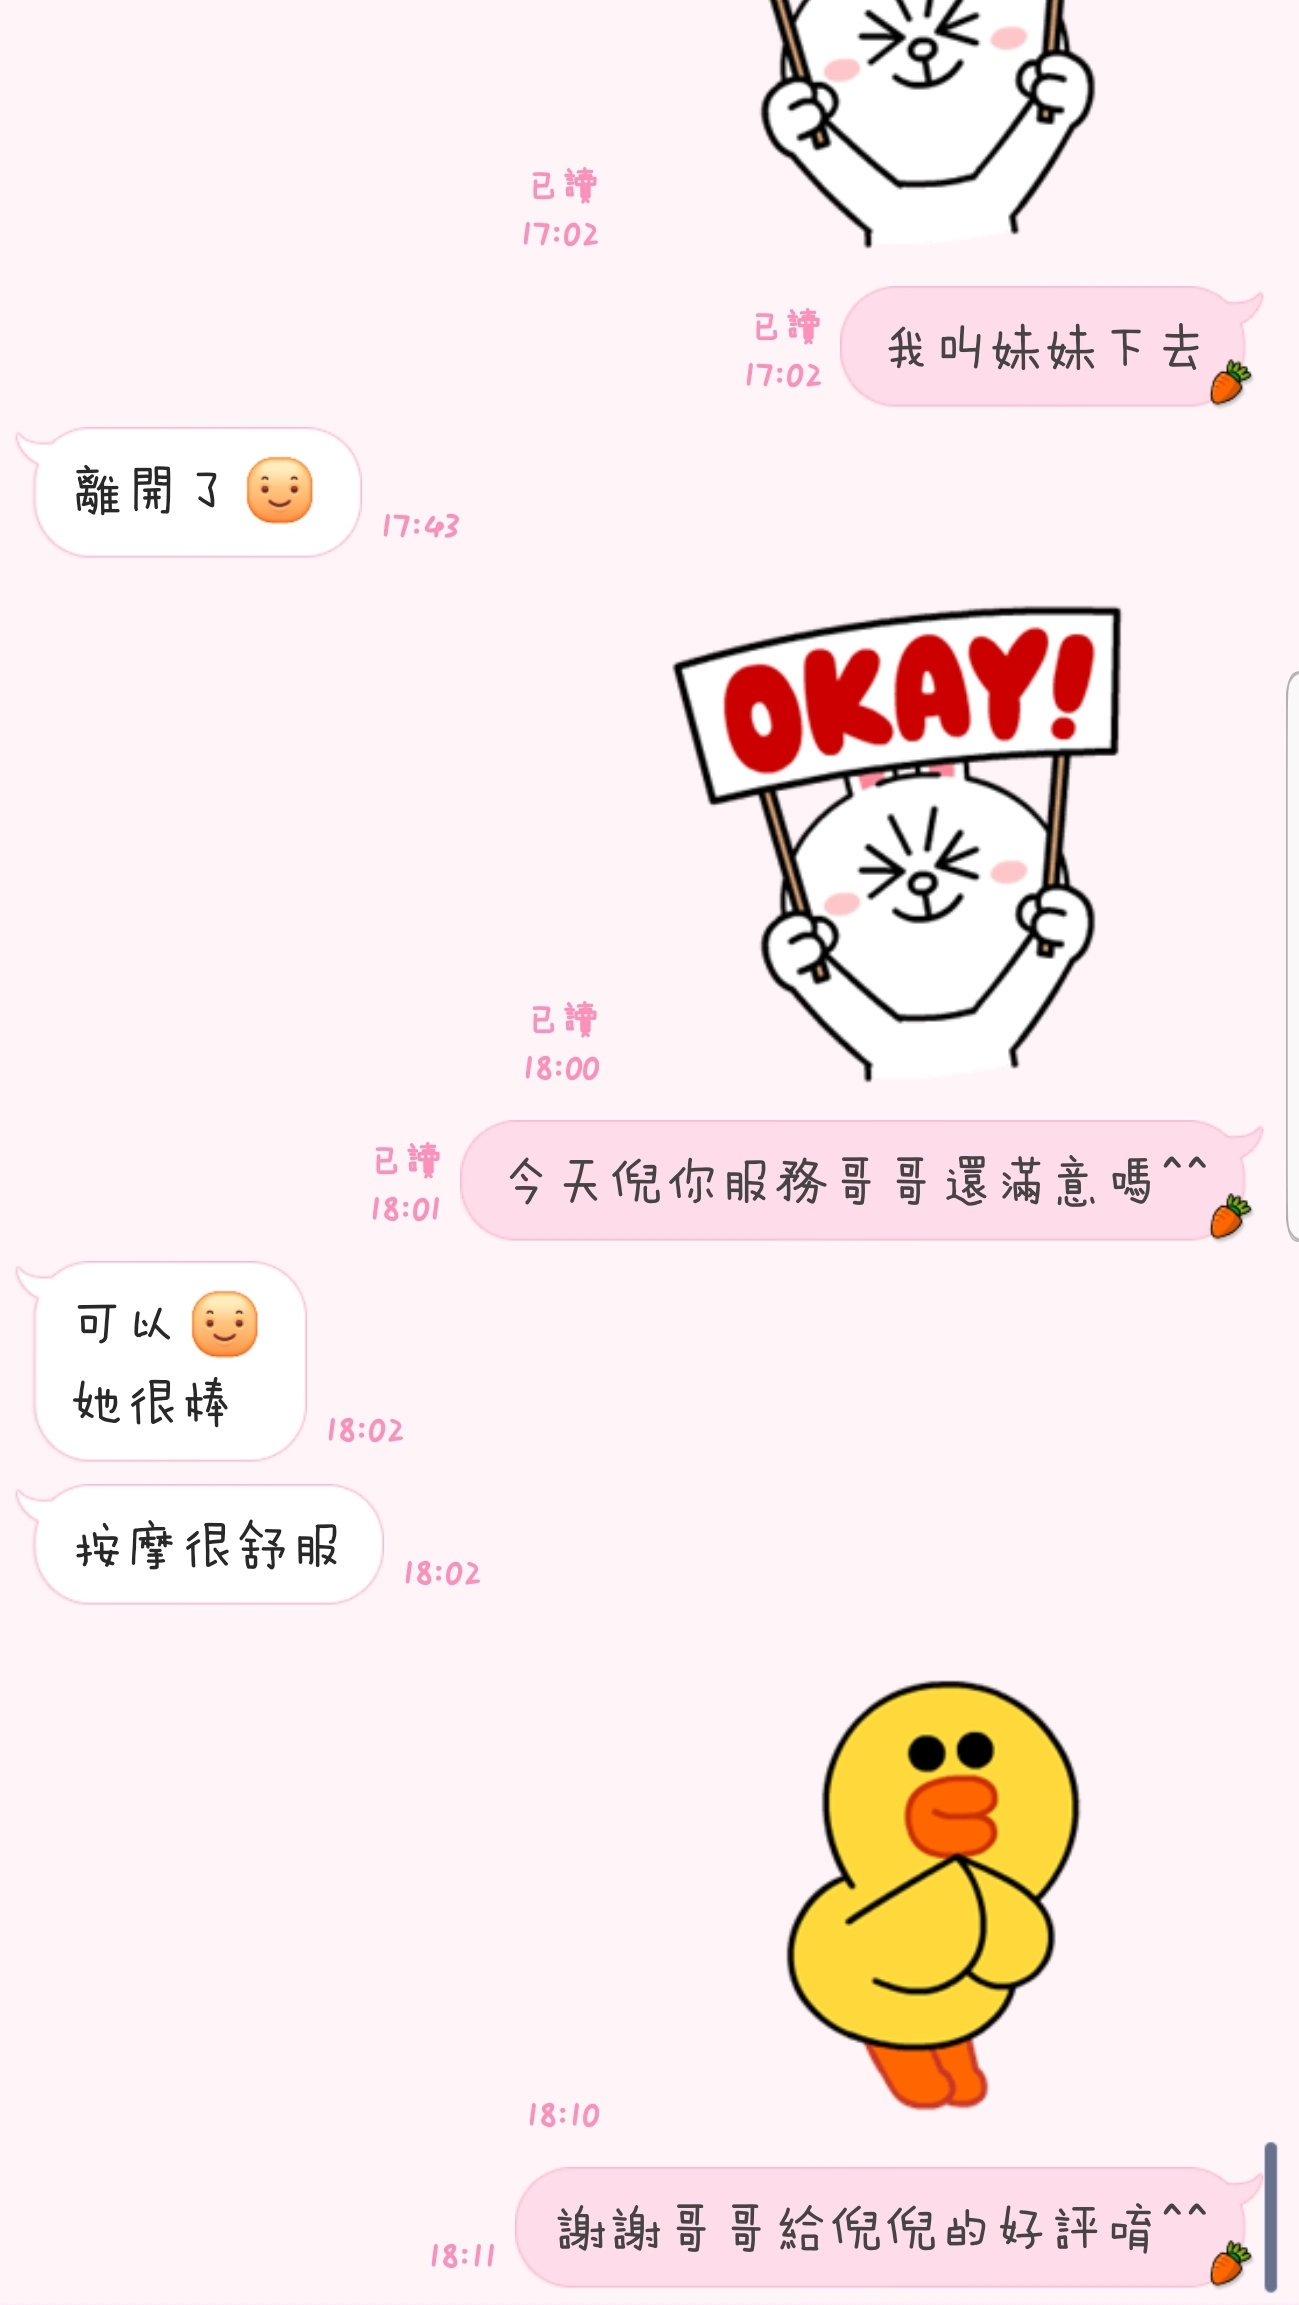 已讀
17:02
已讀
17:02
我叫妹妹下去
離開了
17:43
OKAY!
已讀
18:00
已讀
18:01
今天倪你服務哥哥還滿意嗎^^
可以
她很棒
18:02
按摩很舒服
18:02
18:10
18:11
謝謝哥哥給倪倪的好評唷^^